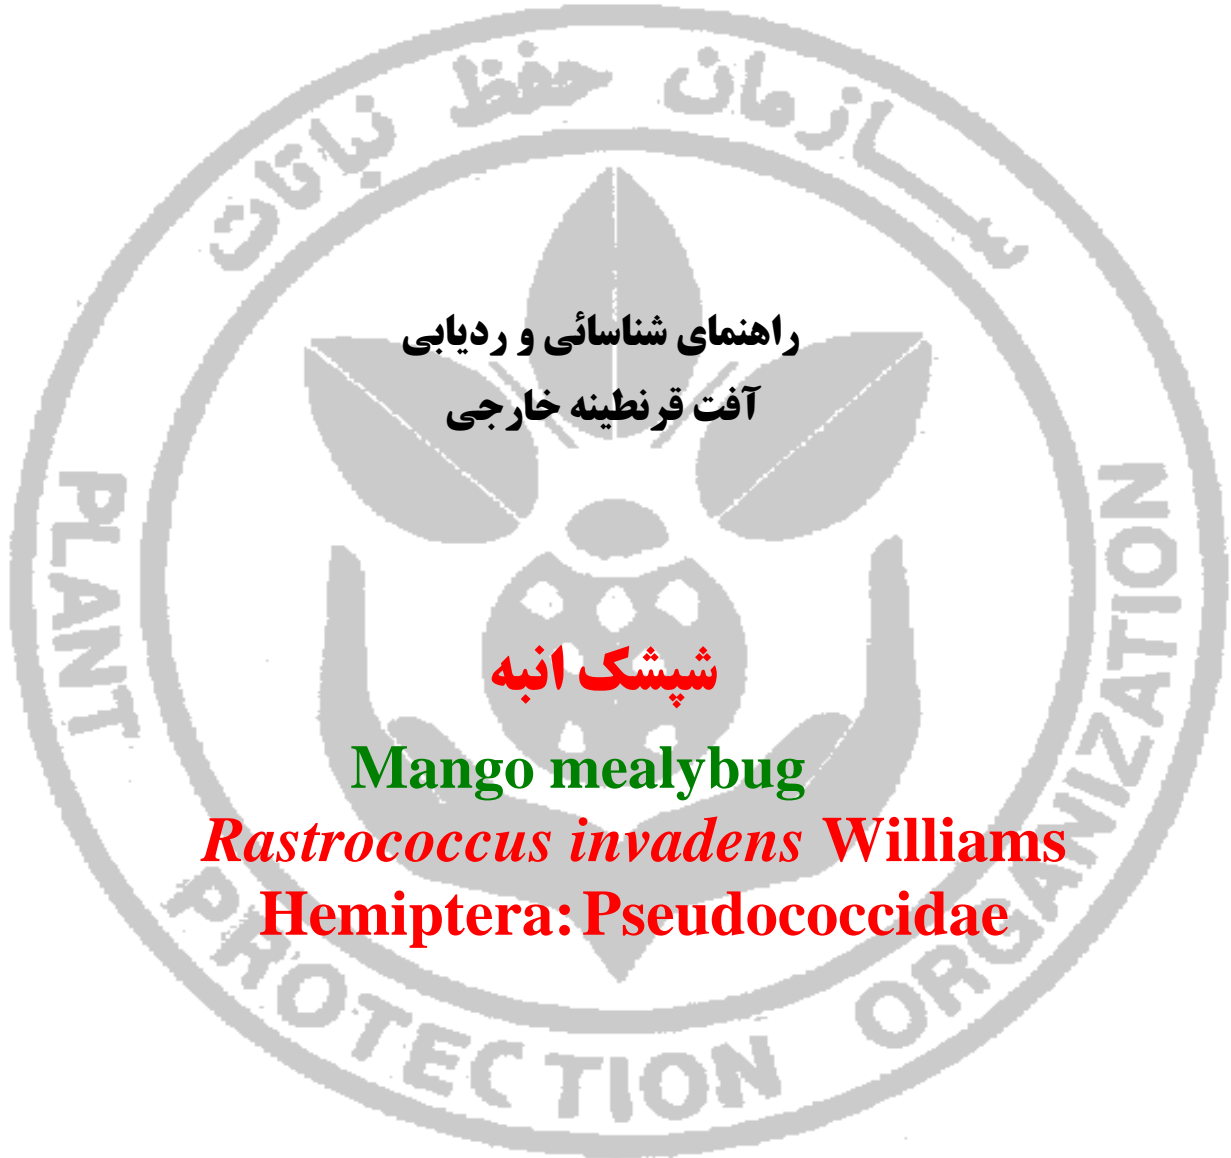 سازمان حفظ نباتات
راهنمای شناسائی و ردیابی
آفت قرنطینه خارجی
شپشک انبه
Mango mealybug
Rastrococcus invadens Williams
Hemiptera: Pseudococcidae
PLANT PROTECTION ORGANIZATION